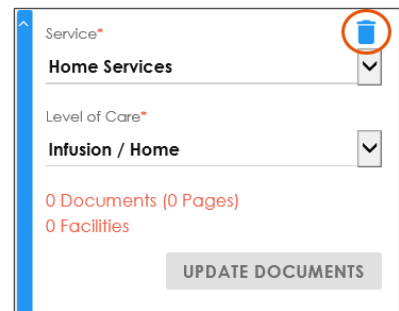 Service*
Home Services
Level of Care*
Infusion / Home
0 Documents (0 Pages)
0 Facilities
UPDATE DOCUMENTS